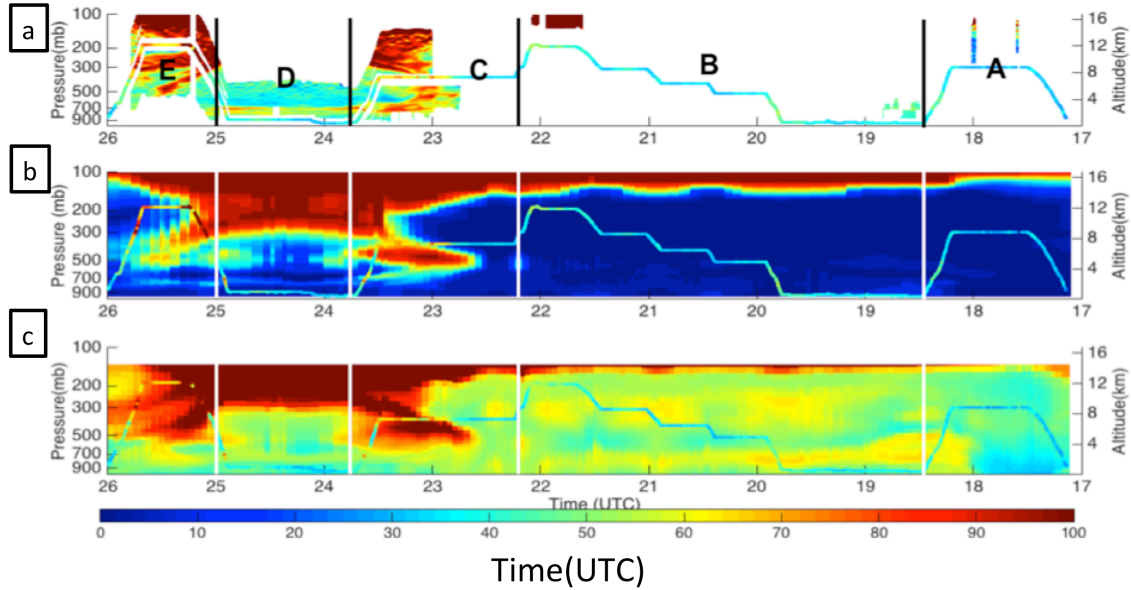 a
Pressure(mb)
100
200
300
500
700
900
E
D
C
B
A
16
12
8
4
Altitude(km)
26 25 24 23 22 21 20 19 18 17
b
Pressure (mb)
100
200
300
500
700
900
16
12
8
4
Altitude(km)
26 25 24 23 22 21 20 19 18 17
c
Pressure(mb)
100
200
300
500
700
900
16
12
8
4
Altitude(km)
26 25 24 23 22 21 20 19 18 17
Time (UTC)
0 10 20 30 40 50 60 70 80 90 100
Time(UTC)